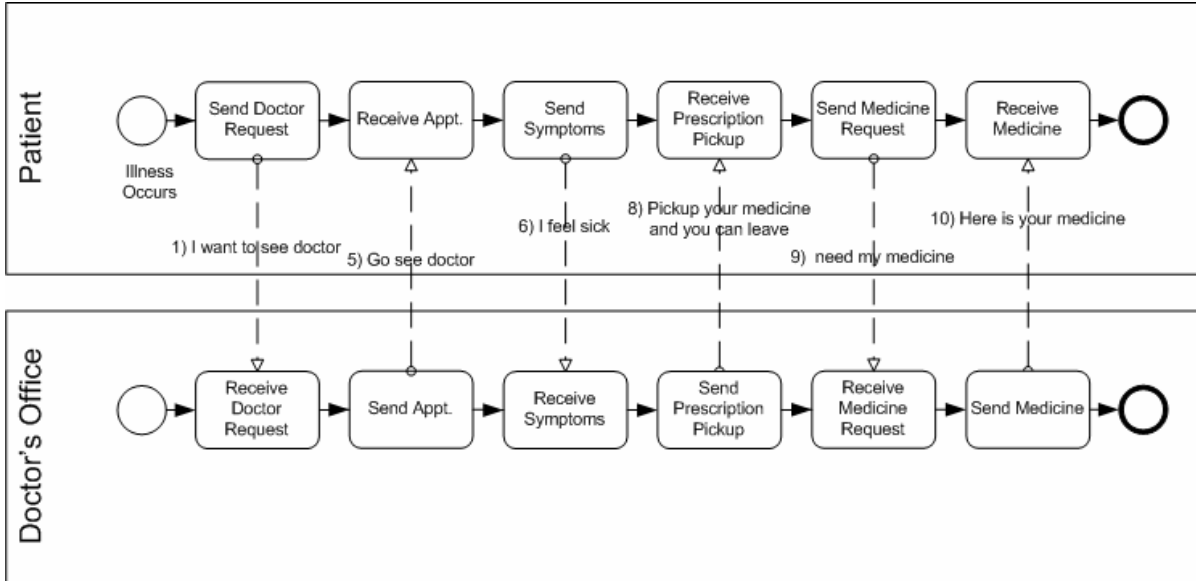 Patient
Send Doctor
Request
Receive Appt.
Send
Symptoms
Receive
Prescription
Pickup
Send Medicine
Request
Receive
Medicine
Illness
Occurs
1) I want to see doctor
5) Go see doctor
6) I feel sick
8) Pickup your medicine
and you can leave
9) need my medicine
10) Here is your medicine
Doctor's Office
Receive
Doctor
Request
Send Appt.
Receive
Symptoms
Send
Prescription
Pickup
Receive
Medicine
Request
Send Medicine